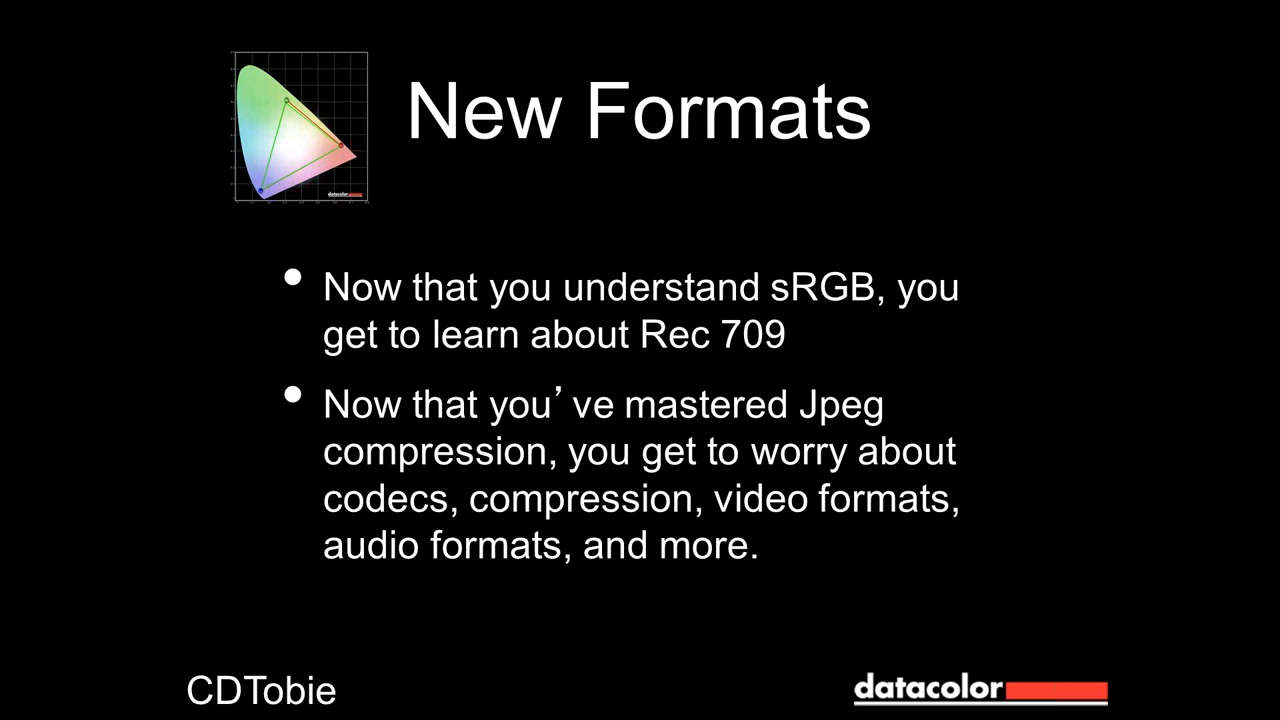 New Formats
datacolor
• Now that you understand sRGB, you
get to learn about Rec 709
• Now that you’ve mastered Jpeg
compression, you get to worry about
codecs, compression, video formats,
audio formats, and more.
CDTobie
datacolor